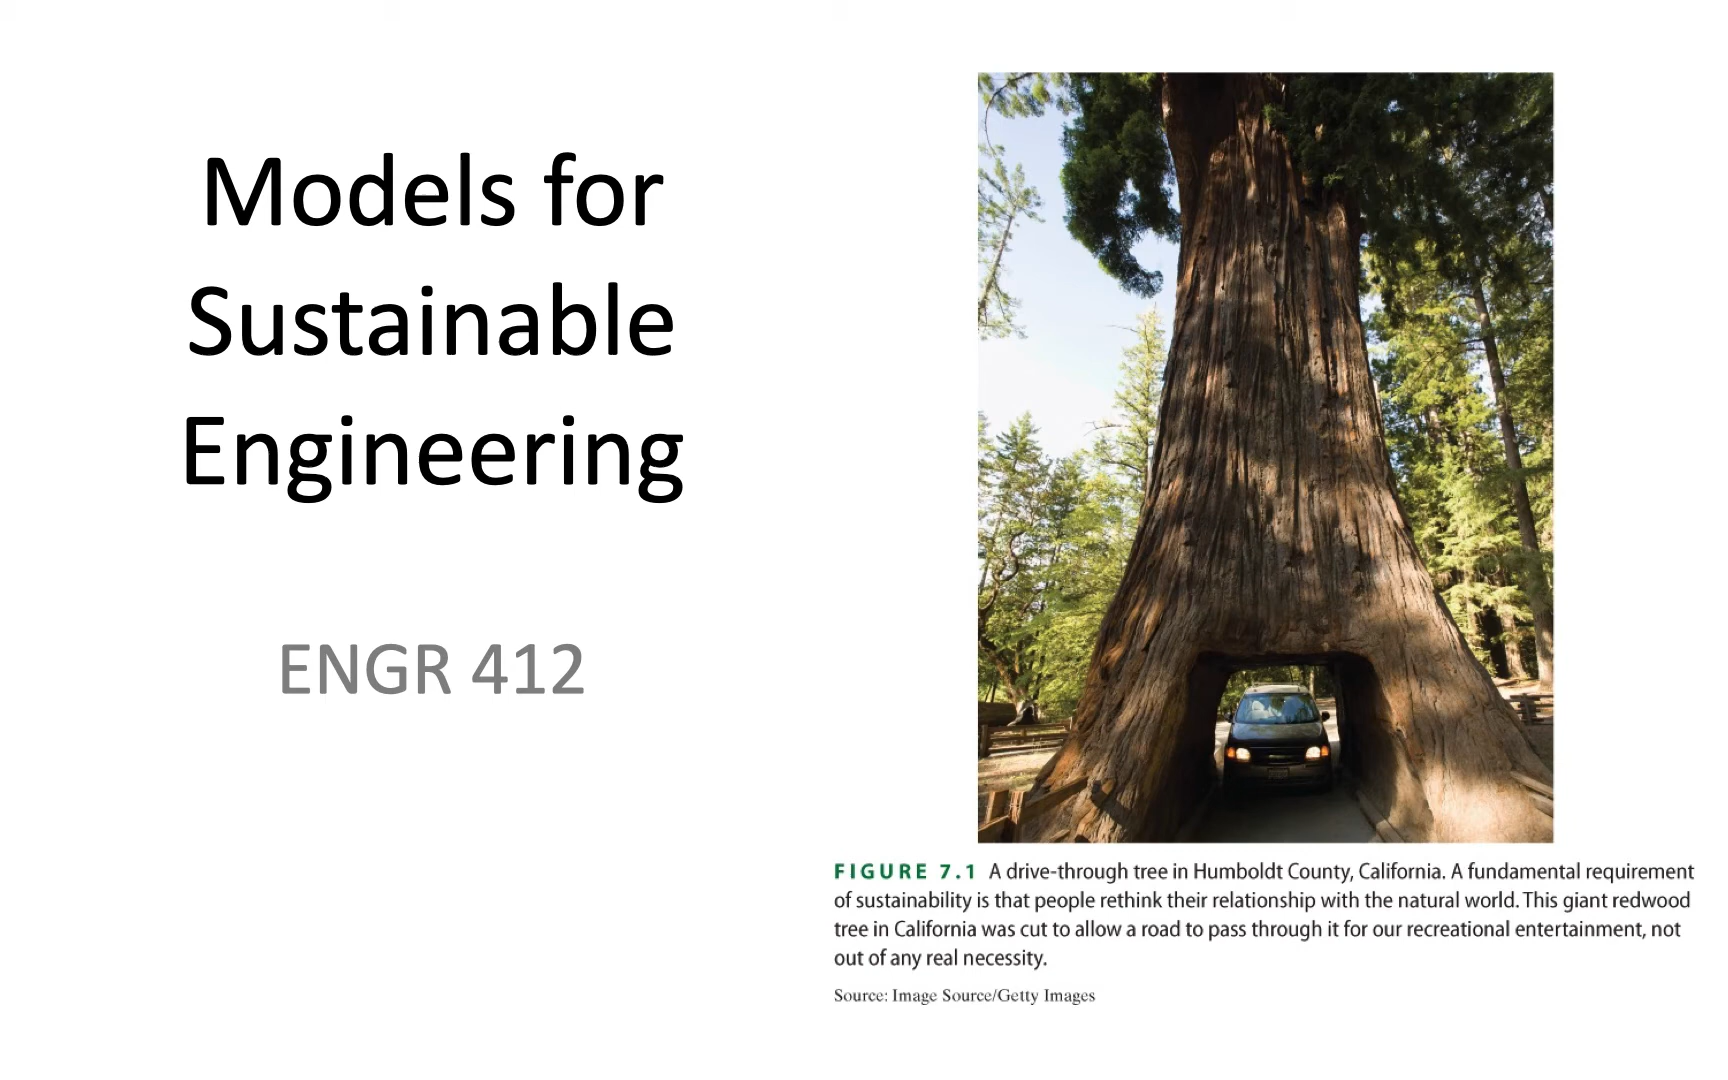 Models for
Sustainable
Engineering
ENGR 412
FIGURE 7.1 A drive-through tree in Humboldt County, California. A fundamental requirement
of sustainability is that people rethink their relationship with the natural world. This giant redwood
tree in California was cut to allow a road to pass through it for our recreational entertainment, not
out of any real necessity.
Source: Image Source/Getty Images